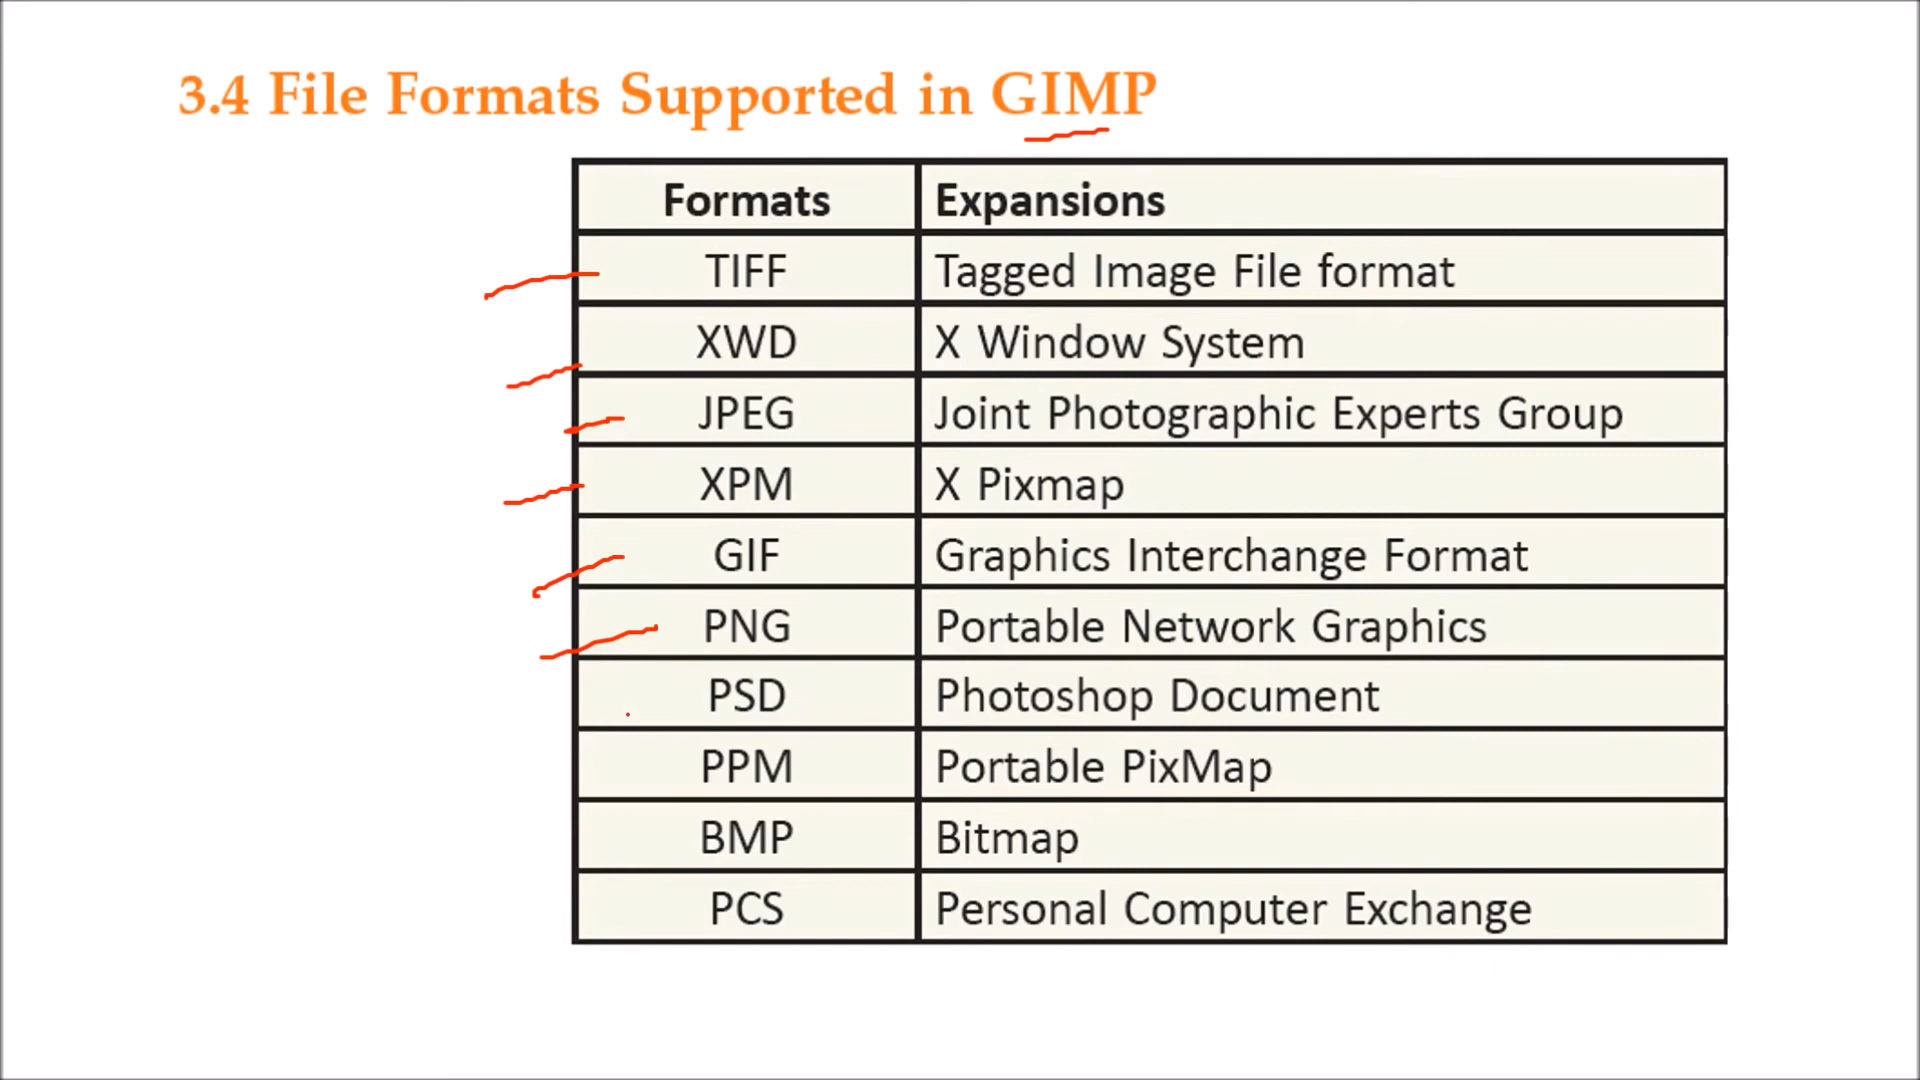 3.4 File Formats Supported in GIMP
Formats Expansions
TIFF Tagged Image File format
XWD X Window System
JPEG Joint Photographic Experts Group
XPM X Pixmap
GIF Graphics Interchange Format
PNG Portable Network Graphics
PSD Photoshop Document
PPM Portable PixMap
BMP Bitmap
PCS Personal Computer Exchange